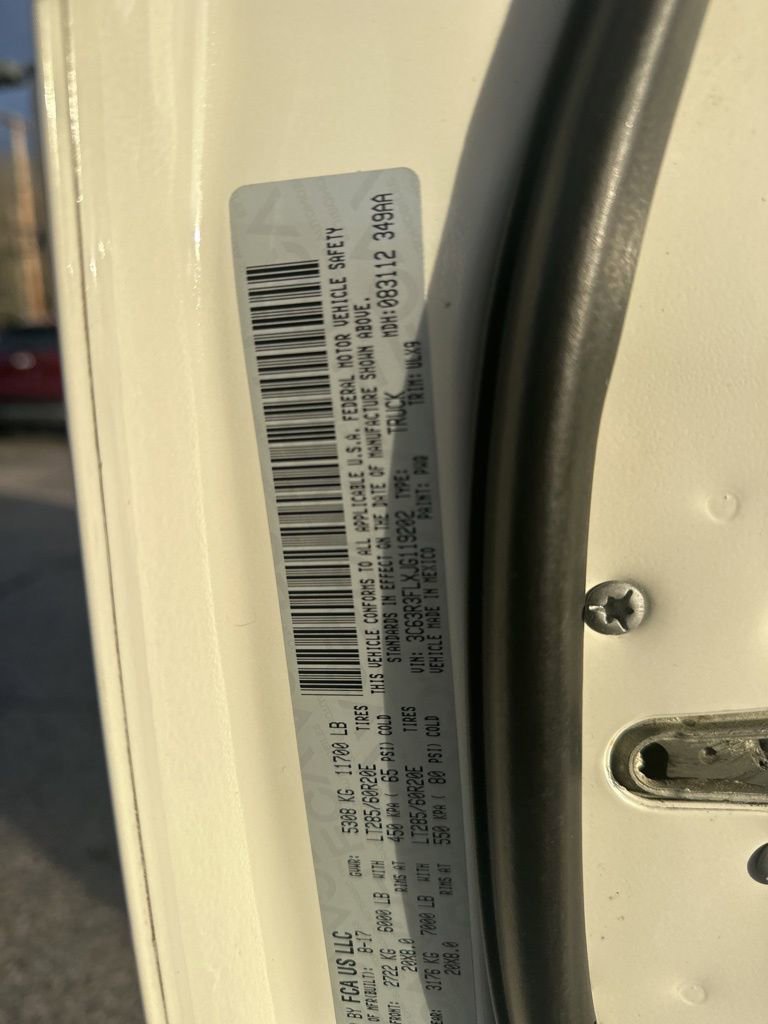 BY FCA US LLC
OF MFR(BUILT): 8-17 GVWR: 5308 KG 11700 LB
FRONT: 2722 KG 6000 LB WITH LT285/60R20E TIRES
20X8.0 RIMS AT 450 KPA ( 65 PSI) COLD
REAR: 3176 KG 7000 LB WITH LT285/60R20E TIRES
20X8.0 RIMS AT 550 KPA ( 80 PSI) COLD
THIS VEHICLE CONFORMS TO ALL APPLICABLE U.S.A. FEDERAL MOTOR VEHICLE SAFETY
STANDARDS IN EFFECT ON THE DATE OF MANUFACTURE SHOWN ABOVE.
VIN: 3C63R3FLXJG119202 TYPE: TRUCK MDH:083112 349AA
VEHICLE MADE IN MEXICO PAINT: PW8 TRIM: ULX9